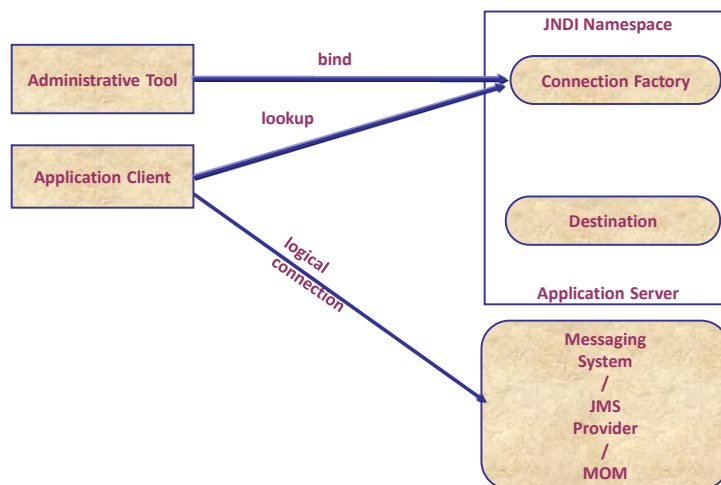 JNDI Namespace
bind
Administrative Tool
Connection Factory
lookup
Application Client
Destination
logical
connection
Application Server
Messaging
System
/
JMS
Provider
/
MOM